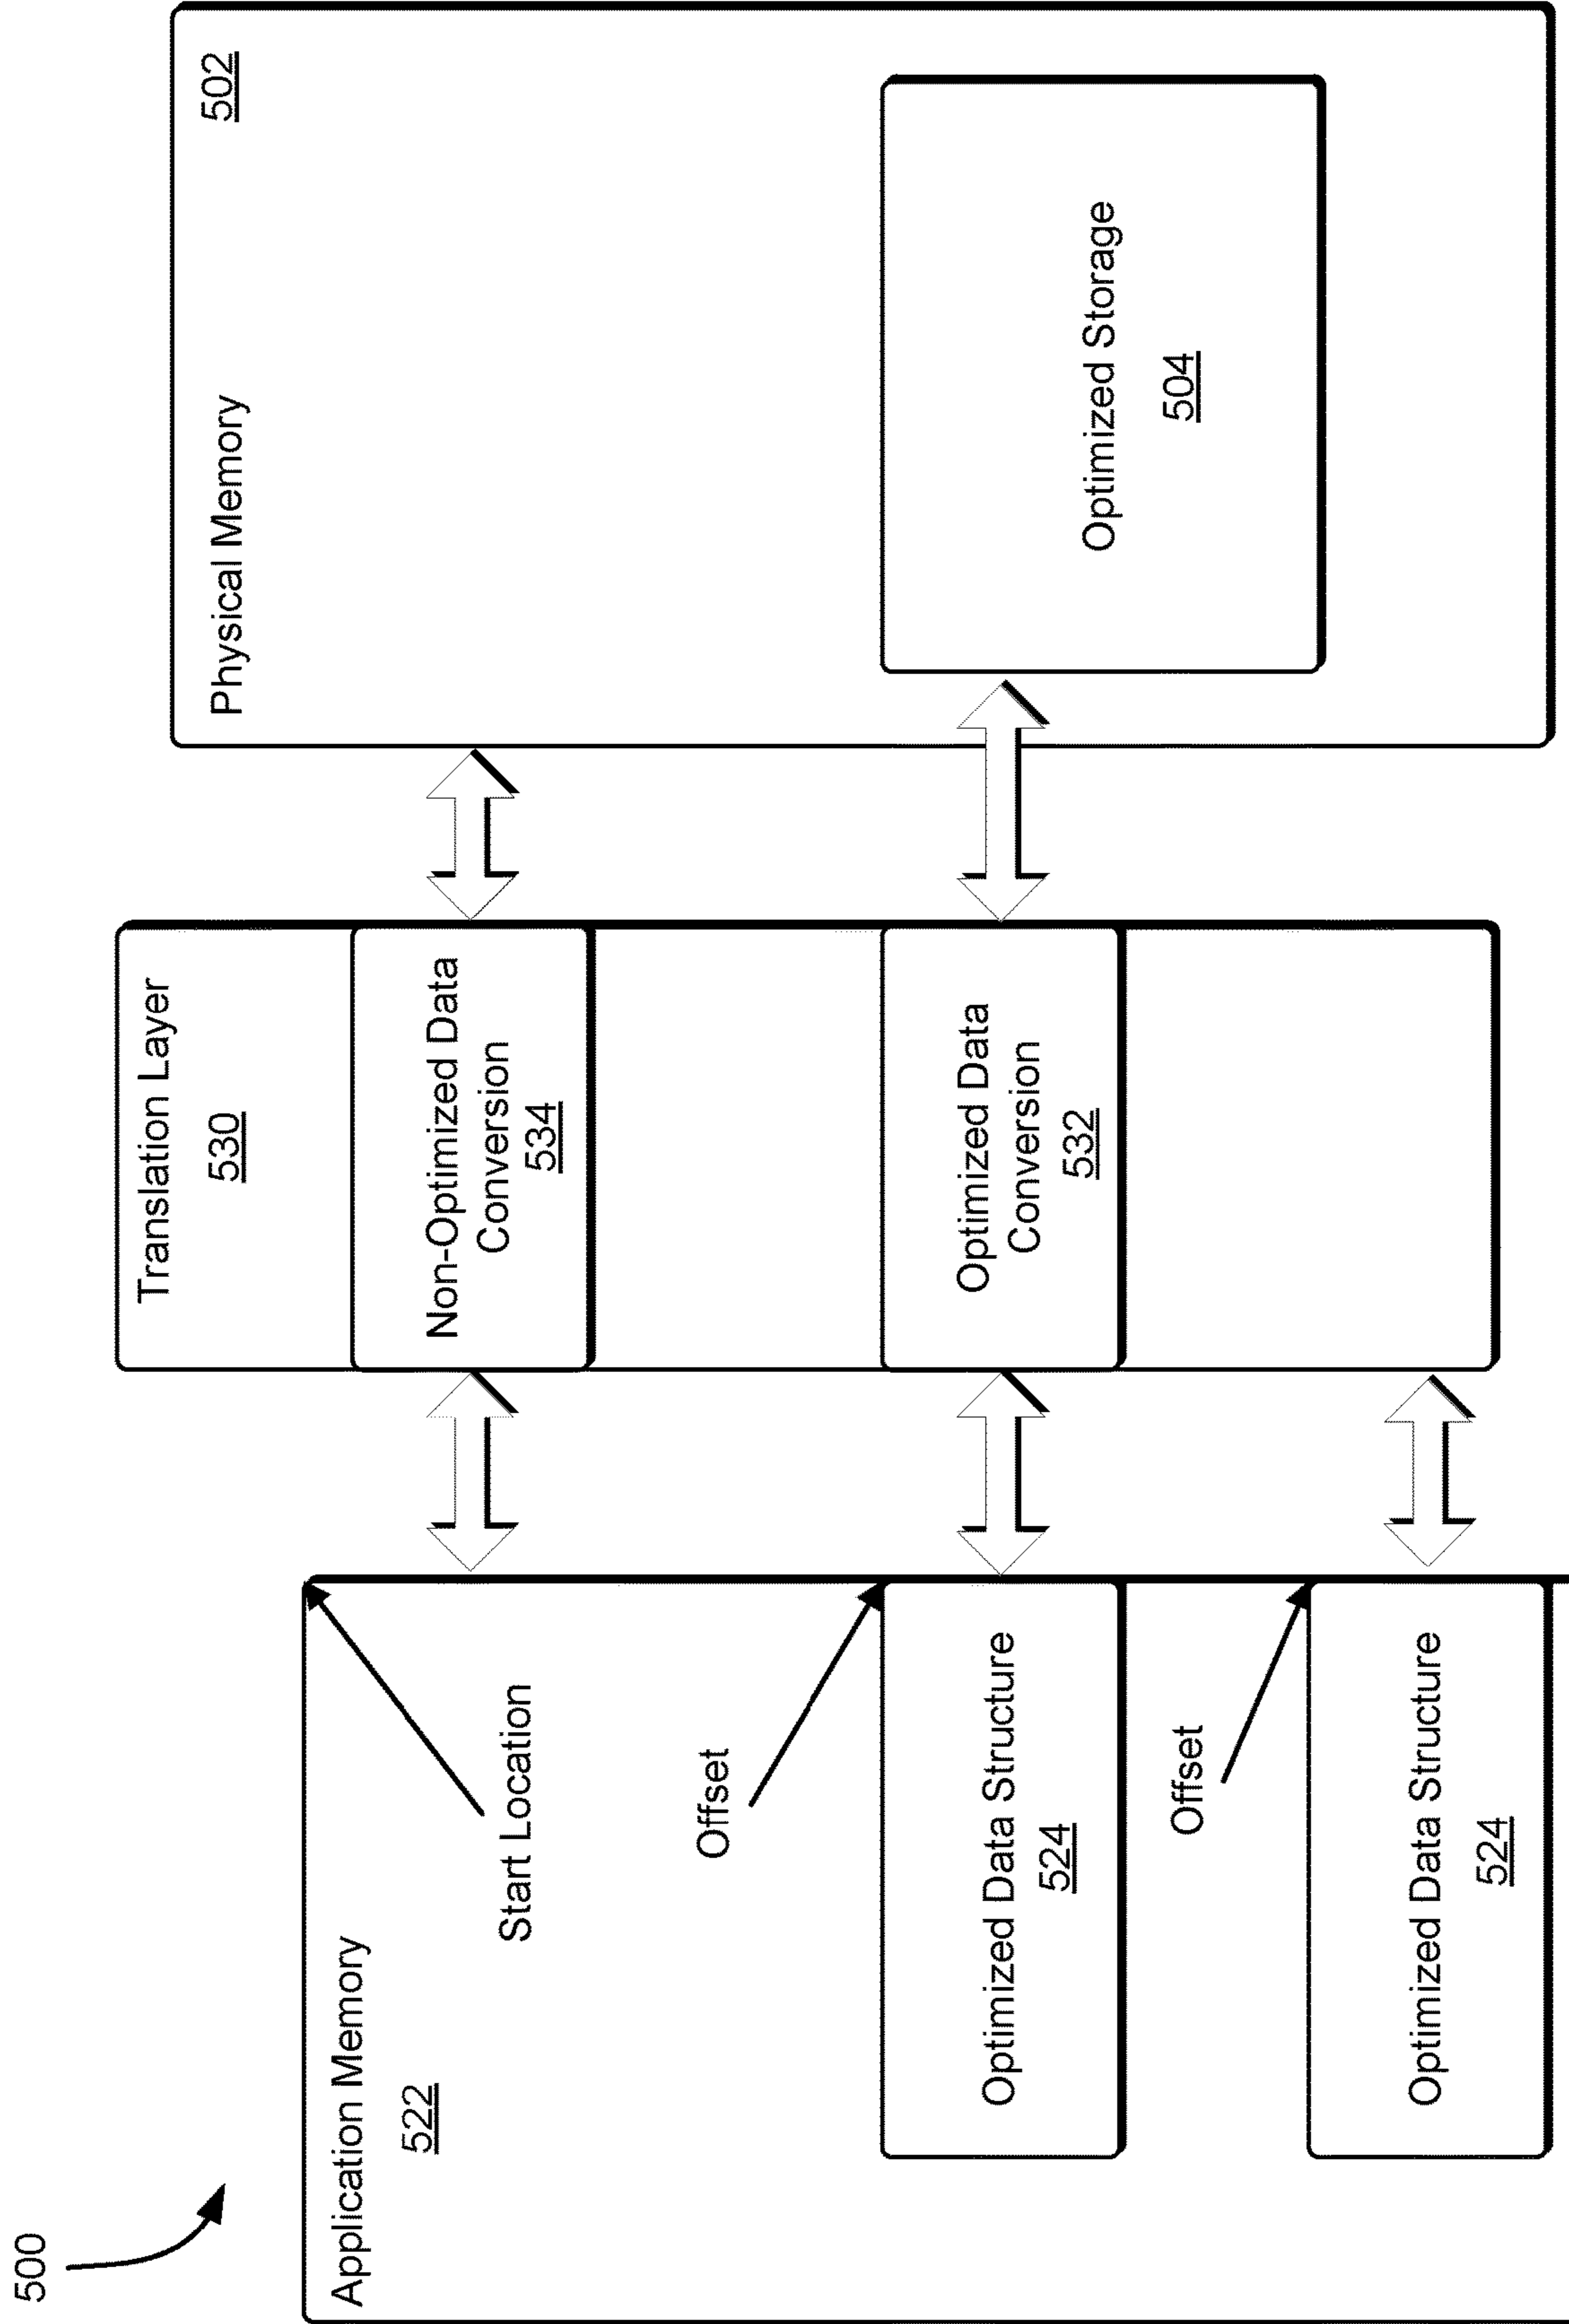 500
Application Memory
522
Start Location
Offset
Optimized Data Structure
524
Offset
Optimized Data Structure
524
Translation Layer
530
Non-Optimized Data
Conversion
534
Optimized Data
Conversion
532
Physical Memory
502
Optimized Storage
504